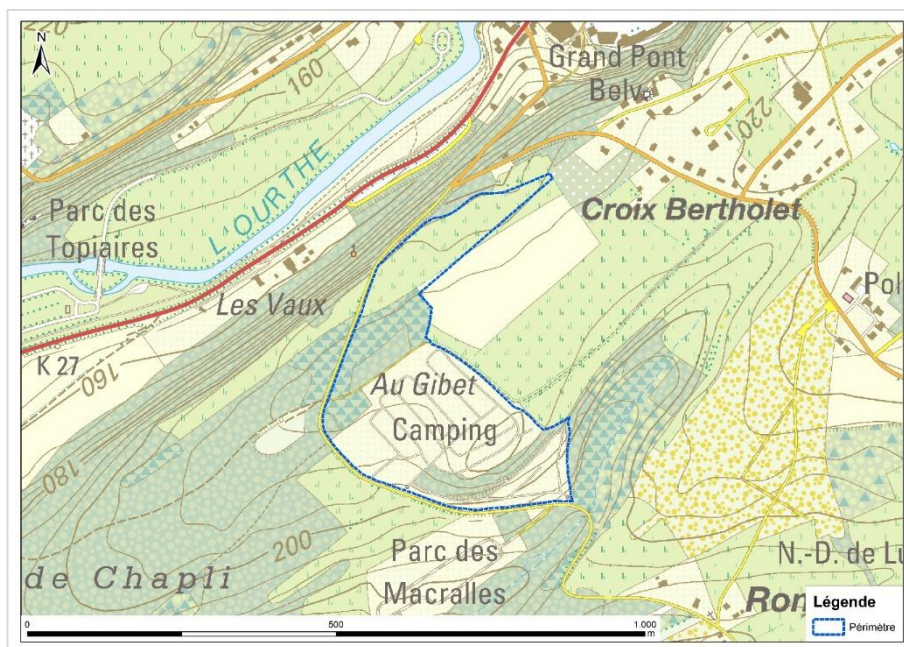 N
160
Grand Pont
Belv
220
L'OURTHE
Parc des
Topiaires
Croix Bertholet
Les Vaux
Pol
K 27
160
Au Gibet
Camping
180
200
Parc des
Macralles
de Chapli
N.-D. de Lu
Ron
Légende
Périmètre
0
500
1 000
m